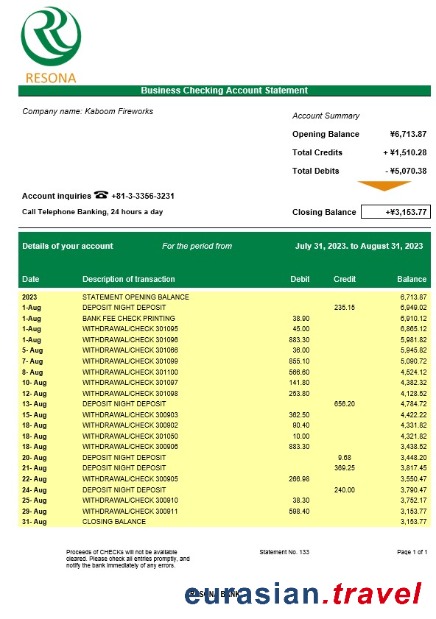 RESONA
Business Checking Account Statement
Company name: Kaboom Fireworks
Account Summary
Opening Balance ¥6,713.87
Total Credits + ¥1,510.28
Total Debits - ¥5,070.38
Account inquiries ☎ +81-3-3356-3231
Call Telephone Banking, 24 hours a day
Closing Balance +¥3,153.77
Details of your account For the period from July 31, 2023. to August 31, 2023
Date Description of transaction Debit Credit Balance
2023 STATEMENT OPENING BALANCE 6,713.87
1-Aug DEPOSIT NIGHT DEPOSIT 235.15 6,949.02
1-Aug BANK FEE CHECK PRINTING 38.90 6,910.12
1-Aug WITHDRAWAL/CHECK 301095 45.00 6,865.12
1-Aug WITHDRAWAL/CHECK 301096 883.30 5,981.82
5- Aug WITHDRAWAL/CHECK 301086 36.00 5,945.82
7- Aug WITHDRAWAL/CHECK 301099 855.10 5,090.72
8- Aug WITHDRAWAL/CHECK 301100 566.60 4,524.12
10- Aug WITHDRAWAL/CHECK 301097 141.80 4,382.32
12- Aug WITHDRAWAL/CHECK 301098 263.80 4,128.52
13- Aug DEPOSIT NIGHT DEPOSIT 656.20 4,784.72
15- Aug WITHDRAWAL/CHECK 300903 362.50 4,422.22
18- Aug WITHDRAWAL/CHECK 300902 90.40 4,331.82
18- Aug WITHDRAWAL/CHECK 301050 10.00 4,321.82
18- Aug WITHDRAWAL/CHECK 300906 883.30 3,438.52
20- Aug DEPOSIT NIGHT DEPOSIT 9.68 3,448.20
21- Aug DEPOSIT NIGHT DEPOSIT 369.25 3,817.45
22- Aug WITHDRAWAL/CHECK 300905 266.98 3,550.47
24- Aug DEPOSIT NIGHT DEPOSIT 240.00 3,790.47
25- Aug WITHDRAWAL/CHECK 300910 38.30 3,752.17
29- Aug WITHDRAWAL/CHECK 300911 598.40 3,153.77
31- Aug CLOSING BALANCE 3,153.77
Proceeds of CHECKs will not be available
cleared. Please check all entries promptly, and
notify the bank immediately of any errors.
Statement No. 133
Page 1 of 1
RESONA BANK
eurasian.travel